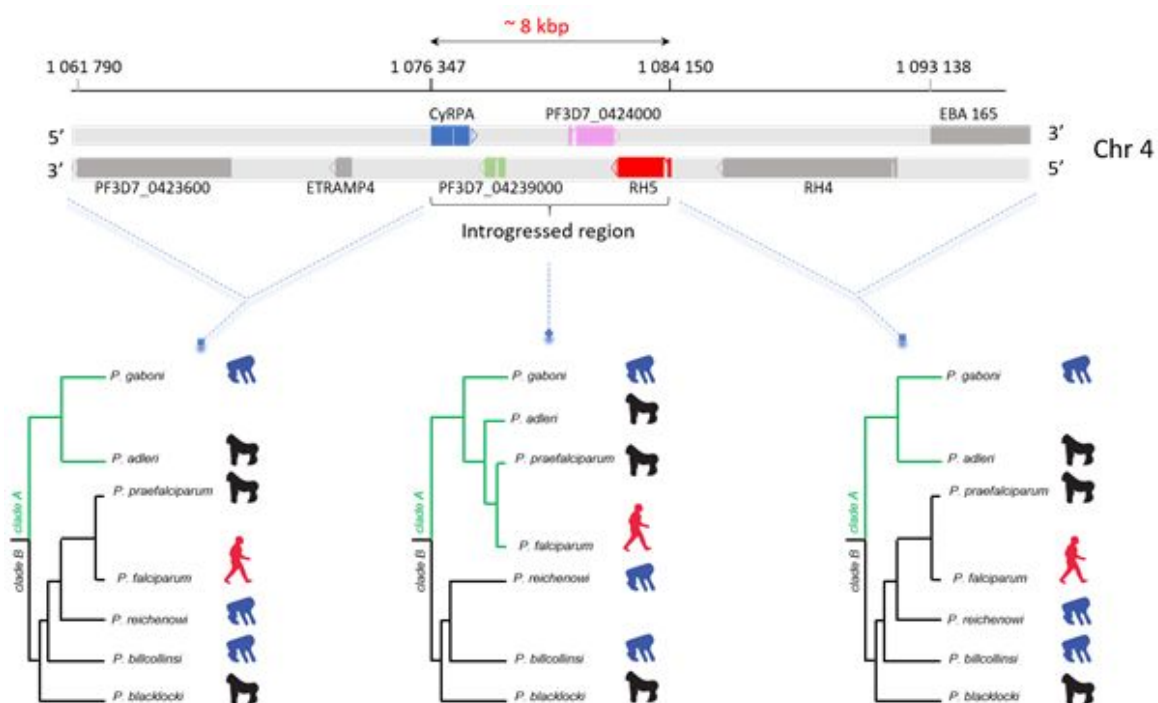 ~ 8 kbp
1 061 790 1 076 347 1 084 150 1 093 138
CyRPA PF3D7_0424000 EBA 165
5’ 3’
Chr 4
3’ 5’
PF3D7_0423600 ETRAMP4 PF3D7_04239000 RH5 RH4
Introgressed region
P. gaboni
P. adleri
P. praefalciparum
P. falciparum
P. reichenowi
P. billcollinsi
P. blacklocki
clade A
clade B
P. gaboni
P. adleri
P. praefalciparum
P. falciparum
P. reichenowi
P. billcollinsi
P. blacklocki
clade A
clade B
P. gaboni
P. adleri
P. praefalciparum
P. falciparum
P. reichenowi
P. billcollinsi
P. blacklocki
clade A
clade B